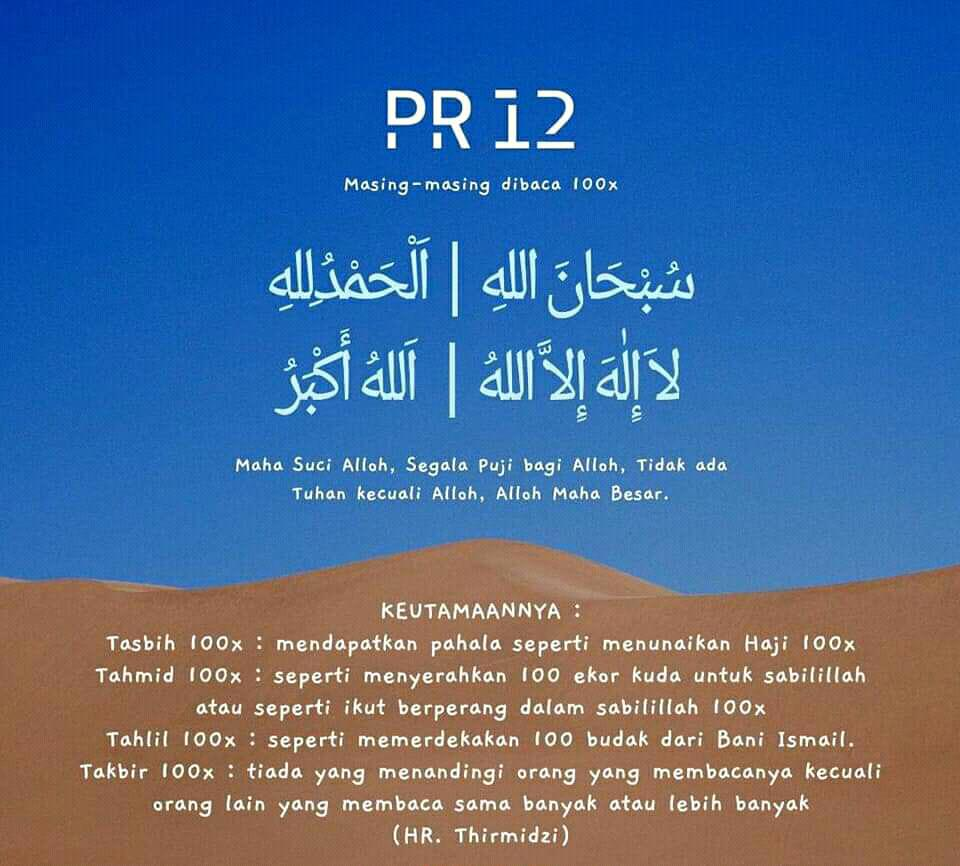 PR 12
Masing-masing dibaca 100x
سُبْحَانَ اللهِ | اَلْحَمْدُلِلهِ
لاَ إِلٰهَ إِلاَّ اللهُ | اَللهُ أَكْبَرُ
Maha Suci Alloh, Segala Puji bagi Alloh, Tidak ada
Tuhan kecuali Alloh, Alloh Maha Besar.
KEUTAMAANNYA :
Tasbih 100x : mendapatkan pahala seperti menunaikan Haji 100x
Tahmid 100x : seperti menyerahkan 100 ekor kuda untuk sabilillah
atau seperti ikut berperang dalam sabilillah 100x
Tahlil 100x : seperti memerdekakan 100 budak dari Bani Ismail.
Takbir 100x : tiada yang menandingi orang yang membacanya kecuali
orang lain yang membaca sama banyak atau lebih banyak
(HR. Thirmidzi)